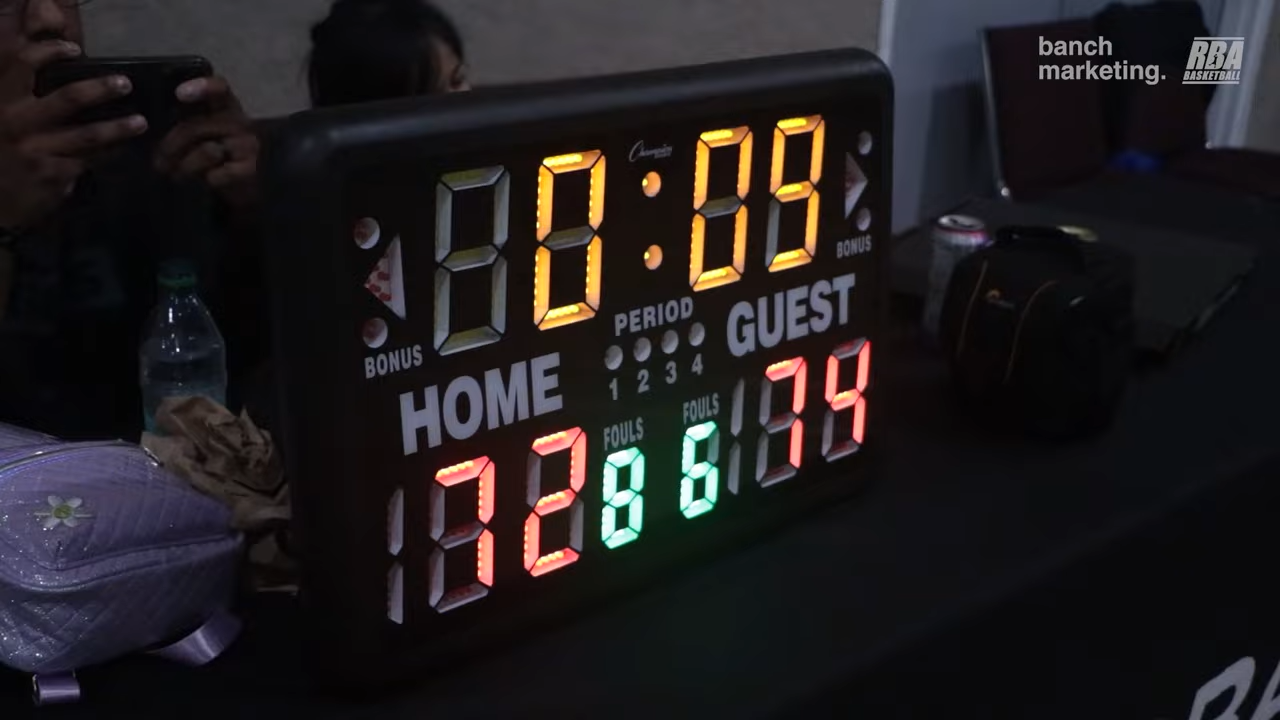 banch
marketing.
RBA
BASKETBALL
Champion
0:09
BONUS
BONUS
PERIOD
1 2 3 4
HOME
GUEST
FOULS
FOULS
72
8
6
74